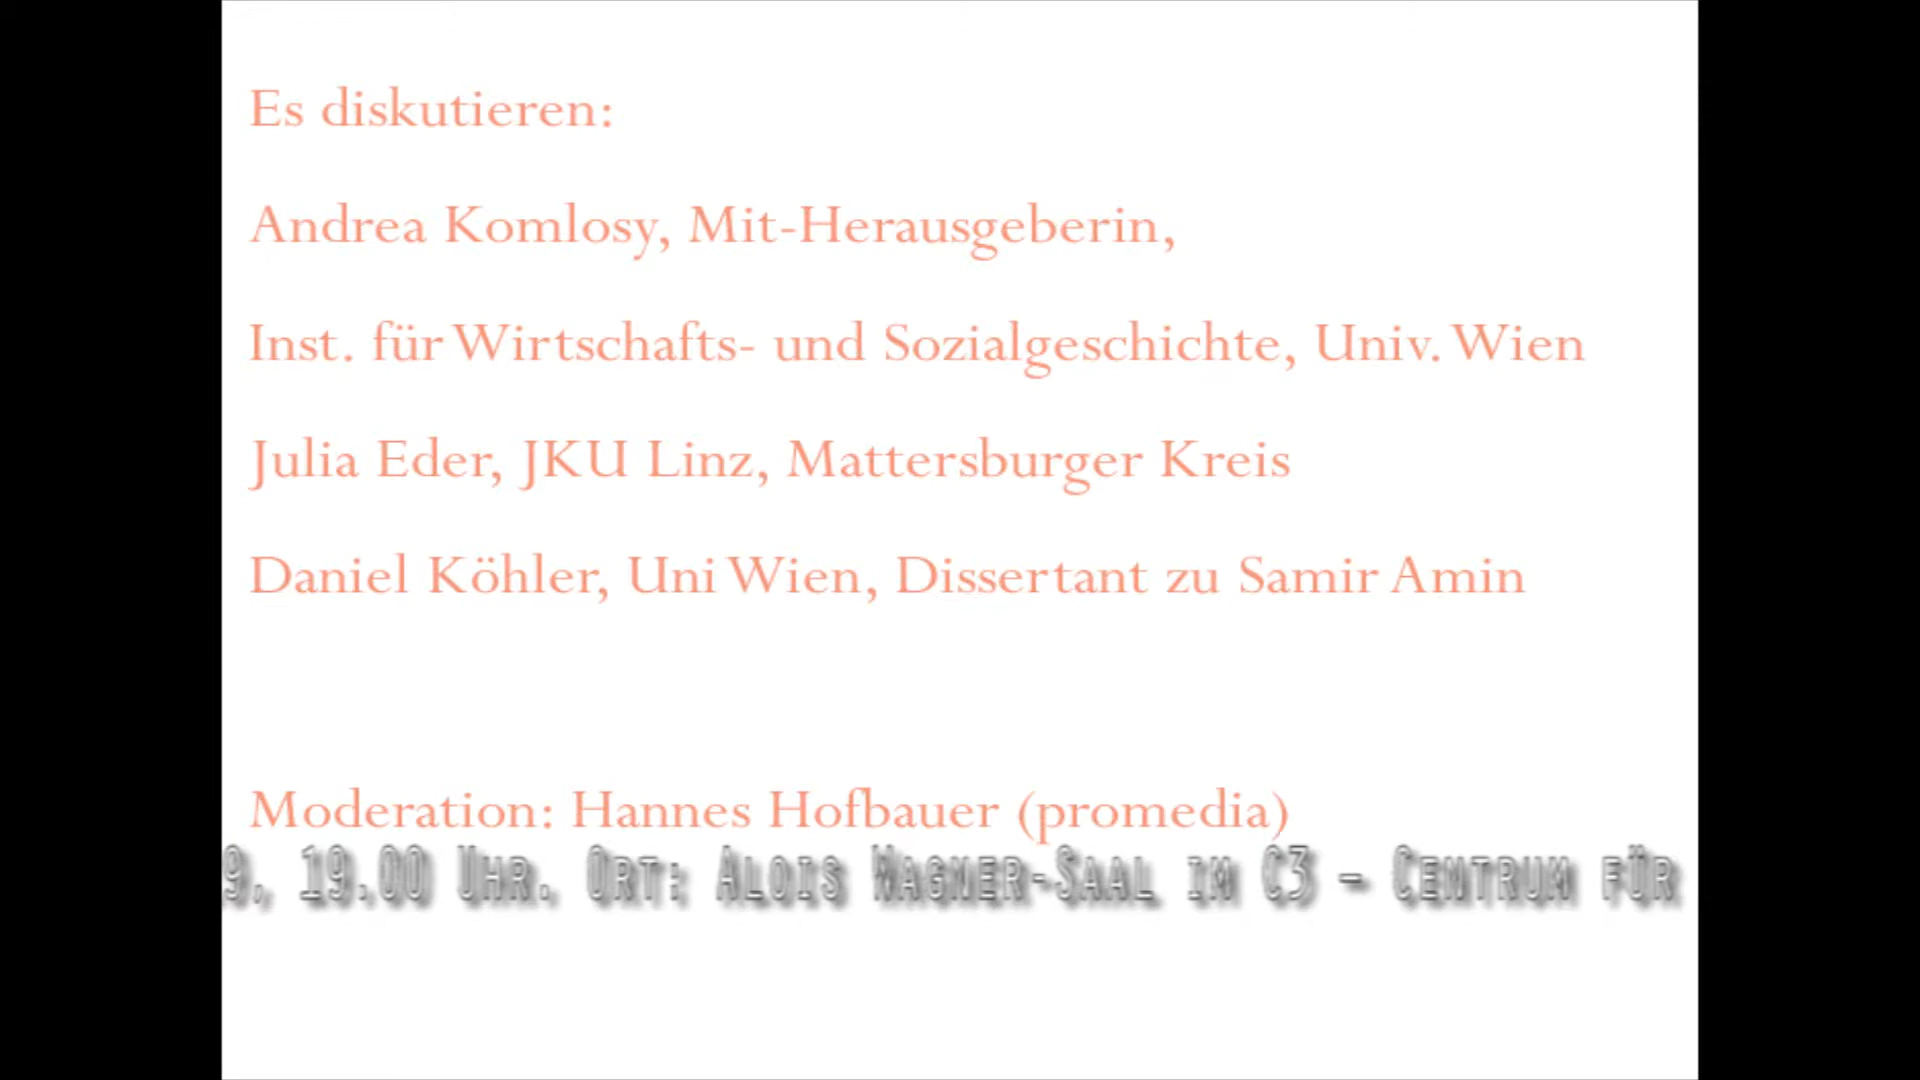 Es diskutieren:
Andrea Komlosy, Mit-Herausgeberin,
Inst. für Wirtschafts- und Sozialgeschichte, Univ. Wien
Julia Eder, JKU Linz, Mattersburger Kreis
Daniel Köhler, Uni Wien, Dissertant zu Samir Amin
Moderation: Hannes Hofbauer (promedia)
9, 19.00 Uhr. Ort: Alois Wagner-Saal im C3 – Centrum für